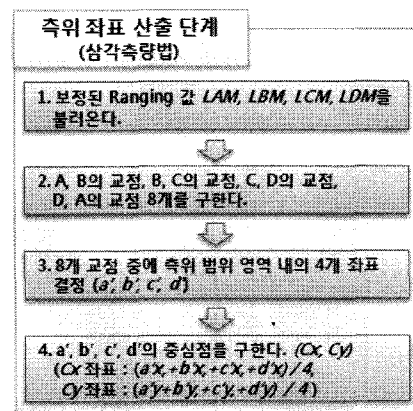 측위 좌표 산출 단계
(삼각측량법)
1. 보정된 Ranging 값 LAM, LBM, LCM, LDM을
불러온다.
2. A, B의 교점, B, C의 교점, C, D의 교점,
D, A의 교점 8개를 구한다.
3. 8개 교점 중에 측위 범위 영역 내의 4개 좌표
결정 (a', b', c', d')
4. a', b', c', d'의 중심점을 구한다. (Cx, Cy)
(Cx 좌표 : (a'x,+b'x,+c'x,+d'x) / 4,
Cy 좌표 : (a'y+b'y,+c'y,+d'y) / 4 )